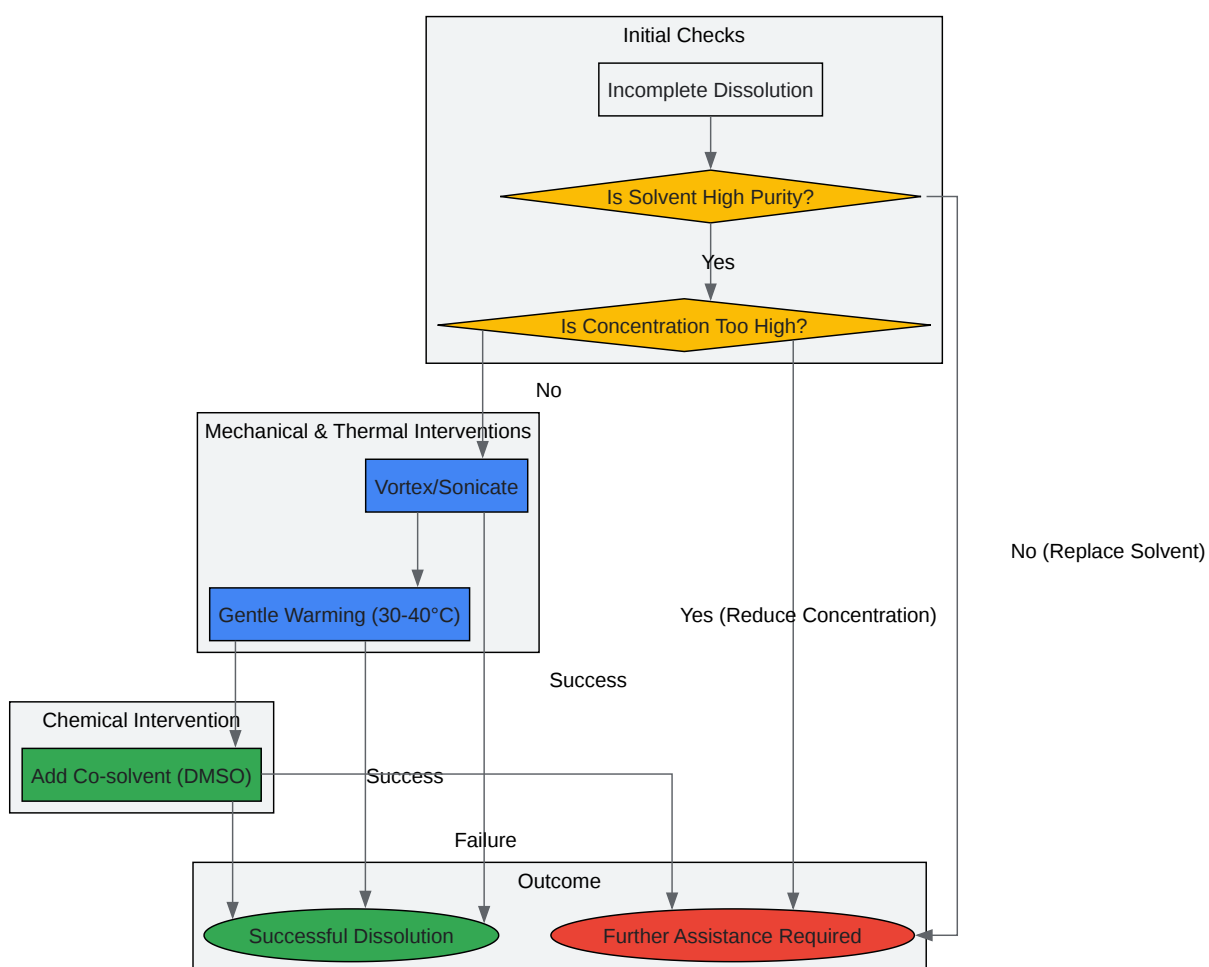 Initial Checks
Incomplete Dissolution
Is Solvent High Purity?
Yes
Is Concentration Too High?
No
Mechanical & Thermal Interventions
Vortex/Sonicate
No (Replace Solvent)
Gentle Warming (30-40°C)
Yes (Reduce Concentration)
Success
Chemical Intervention
Add Co-solvent (DMSO)
Success
Failure
Outcome
Successful Dissolution
Further Assistance Required